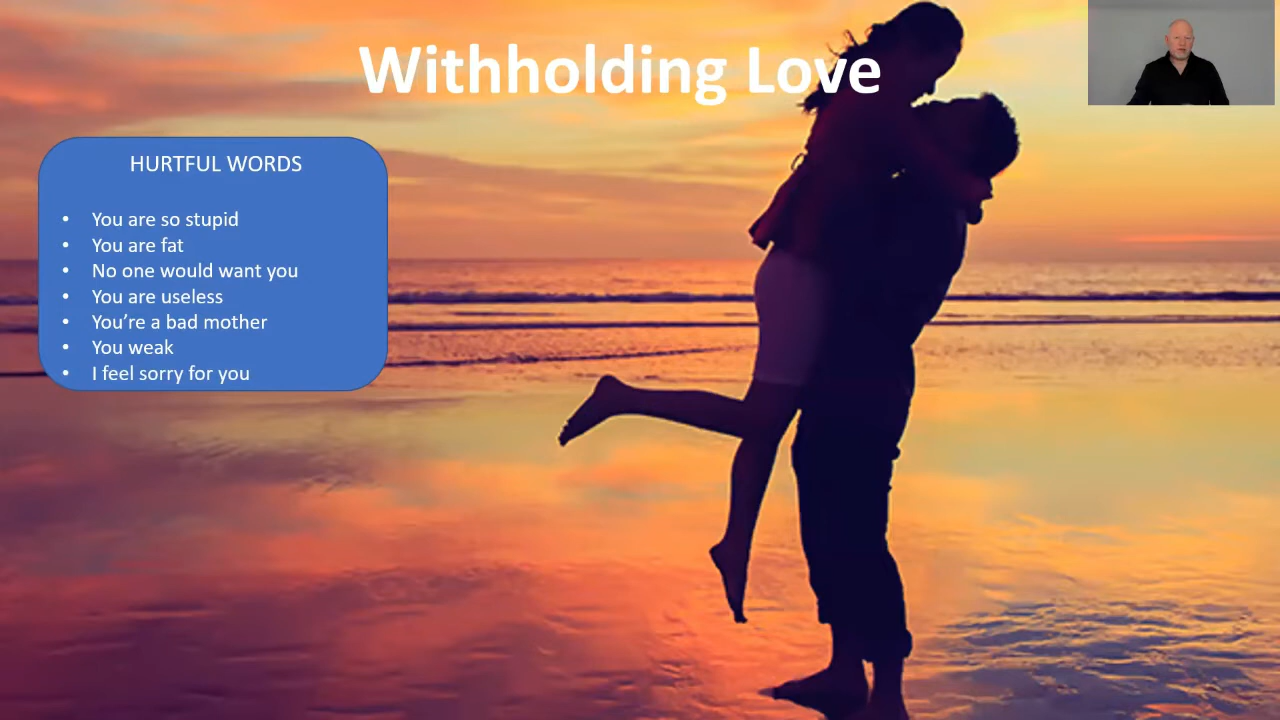 Withholding Love
HURTFUL WORDS
• You are so stupid
• You are fat
• No one would want you
• You are useless
• You’re a bad mother
• You weak
• I feel sorry for you